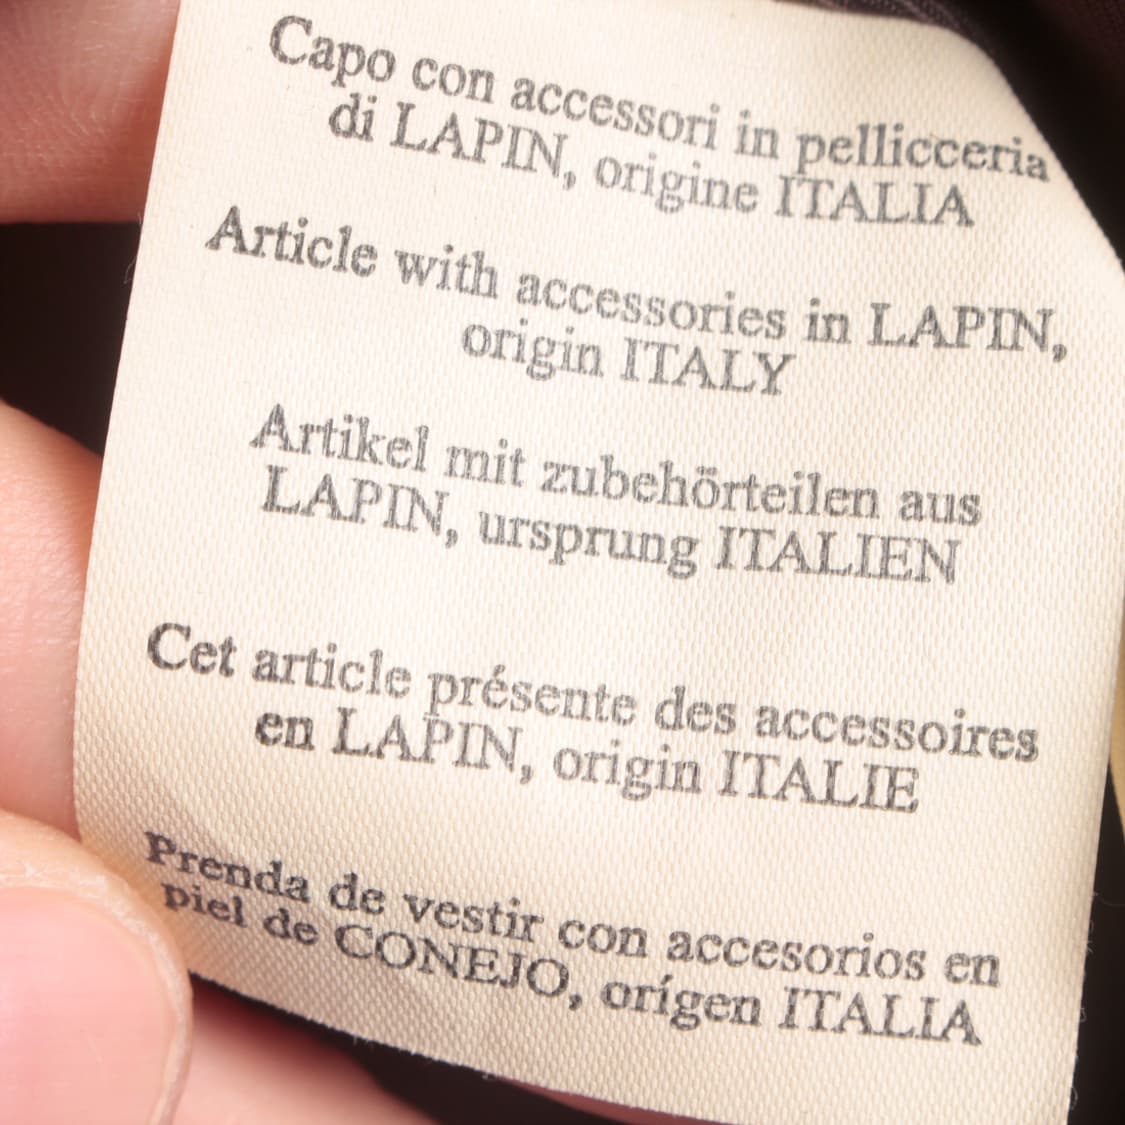 Capo con accessori in pellicceria
di LAPIN, origine ITALIA
Article with accessories in LAPIN,
origin ITALY
Artikel mit zubehörteilen aus
LAPIN, ursprung ITALIEN
Cet article présente des accessoires
en LAPIN, origin ITALIE
Prenda de vestir con accesorios en
piel de CONEJO, orígen ITALIA